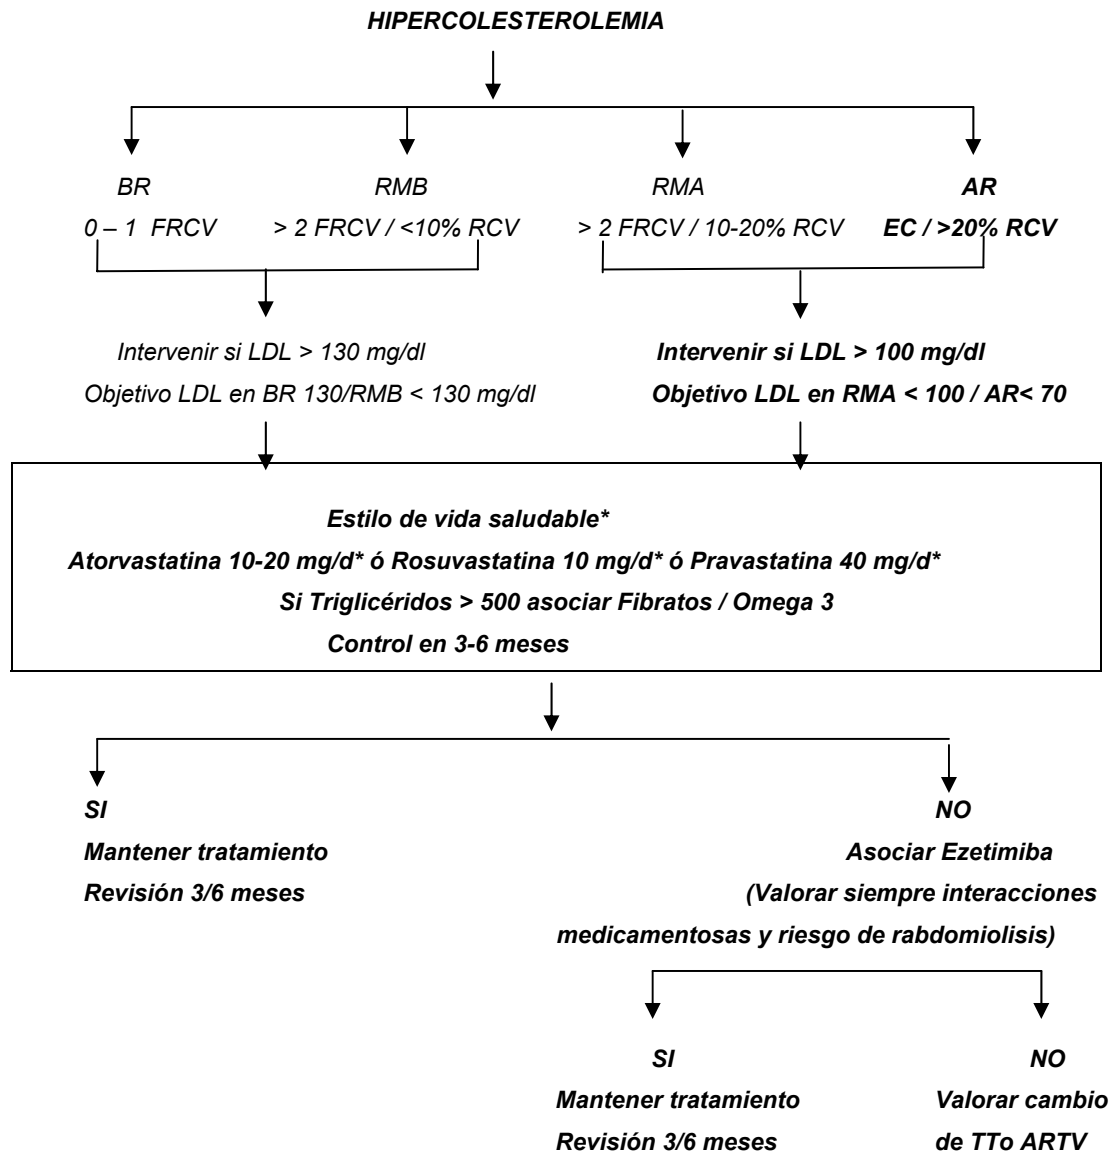 HIPERCOLESTEROLEMIA
BR RMB RMA AR
0 – 1 FRCV > 2 FRCV / <10% RCV > 2 FRCV / 10-20% RCV EC / >20% RCV
Intervenir si LDL > 130 mg/dl Intervenir si LDL > 100 mg/dl
Objetivo LDL en BR 130/RMB < 130 mg/dl Objetivo LDL en RMA < 100 / AR< 70
Estilo de vida saludable*
Atorvastatina 10-20 mg/d* ó Rosuvastatina 10 mg/d* ó Pravastatina 40 mg/d*
Si Triglicéridos > 500 asociar Fibratos / Omega 3
Control en 3-6 meses
SI NO
Mantener tratamiento Asociar Ezetimiba
Revisión 3/6 meses (Valorar siempre interacciones
medicamentosas y riesgo de rabdomiolisis)
SI NO
Mantener tratamiento Valorar cambio
Revisión 3/6 meses de TTo ARTV